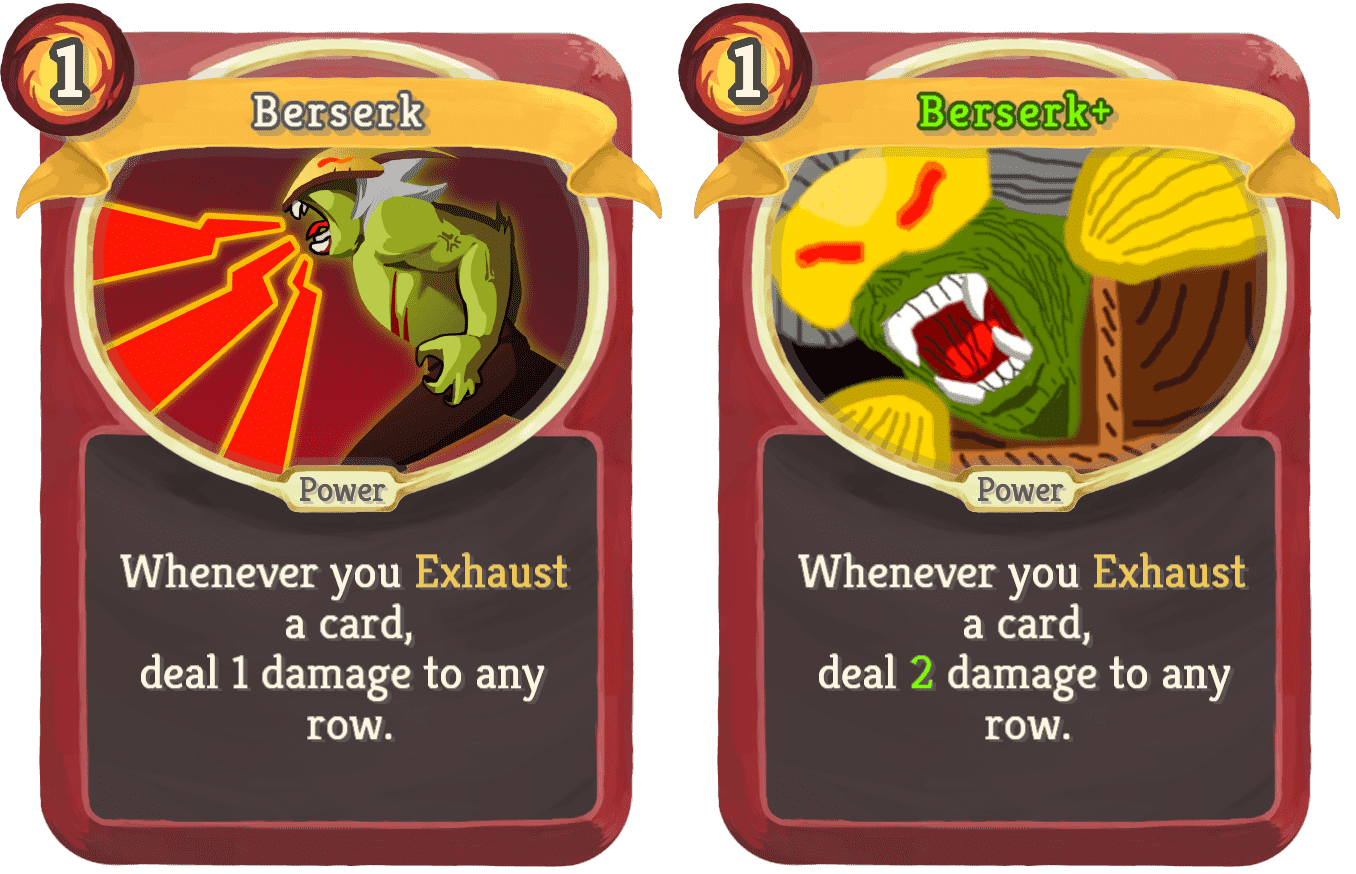 1
Berserk
Power
Whenever you Exhaust
a card,
deal 1 damage to any
row.
1
Berserk+
Power
Whenever you Exhaust
a card,
deal 2 damage to any
row.